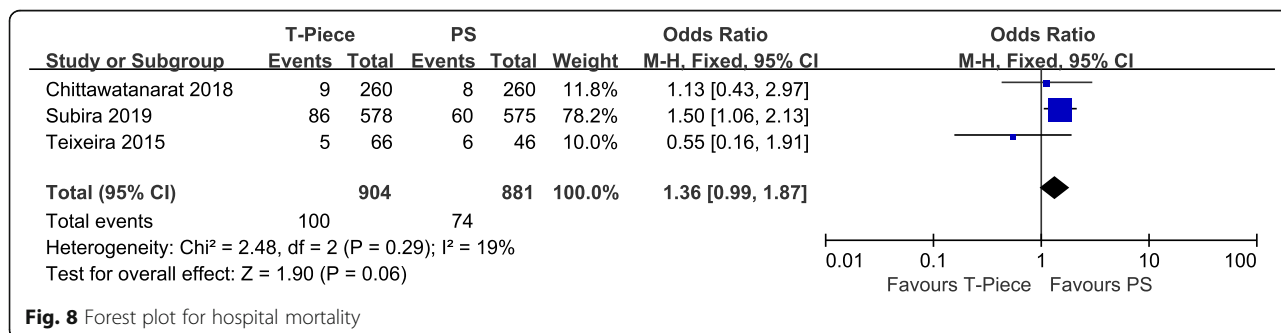 T-Piece PS Odds Ratio Odds Ratio
Study or Subgroup Events Total Events Total Weight M-H, Fixed, 95% CI M-H, Fixed, 95% CI
Chittawatanarat 2018 9 260 8 260 11.8% 1.13 [0.43, 2.97]
Subira 2019 86 578 60 575 78.2% 1.50 [1.06, 2.13]
Teixeira 2015 5 66 6 46 10.0% 0.55 [0.16, 1.91]
Total (95% CI) 904 881 100.0% 1.36 [0.99, 1.87]
Total events 100 74
Heterogeneity: Chi² = 2.48, df = 2 (P = 0.29); I² = 19%
Test for overall effect: Z = 1.90 (P = 0.06)
0.01 0.1 1 10 100
Favours T-Piece Favours PS
Fig. 8 Forest plot for hospital mortality